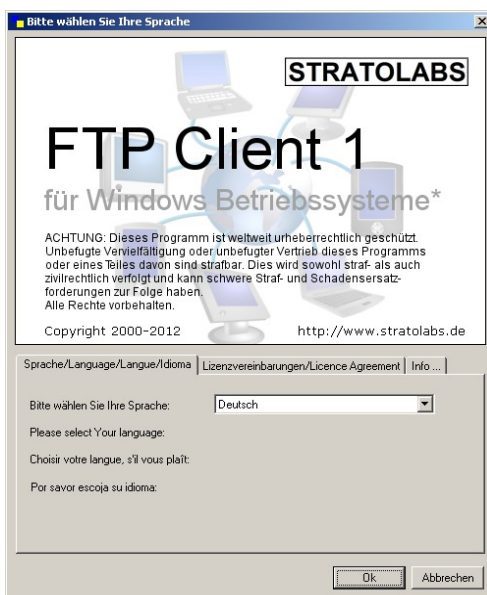 Bitte wählen Sie Ihre Sprache
STRATOLABS
FTP Client 1
für Windows Betriebssysteme*
ACHTUNG: Dieses Programm ist weltweit urheberrechtlich geschützt.
Unbefugte Vervielfältigung oder unbefugter Vertrieb dieses Programms
oder eines Teiles davon sind strafbar. Dies wird sowohl straf- als auch
zivilrechtlich verfolgt und kann schwere Straf- und Schadensersatz-
forderungen zur Folge haben.
Alle Rechte vorbehalten.
Copyright 2000-2012 http://www.stratolabs.de
Sprache/Language/Langue/Idioma Lizenzvereinbarungen/Licence Agreement Info ...
Bitte wählen Sie Ihre Sprache: Deutsch
Please select Your language:
Choisir votre langue, s'il vous plaît:
Por savor escoja su idioma:
Ok Abbrechen